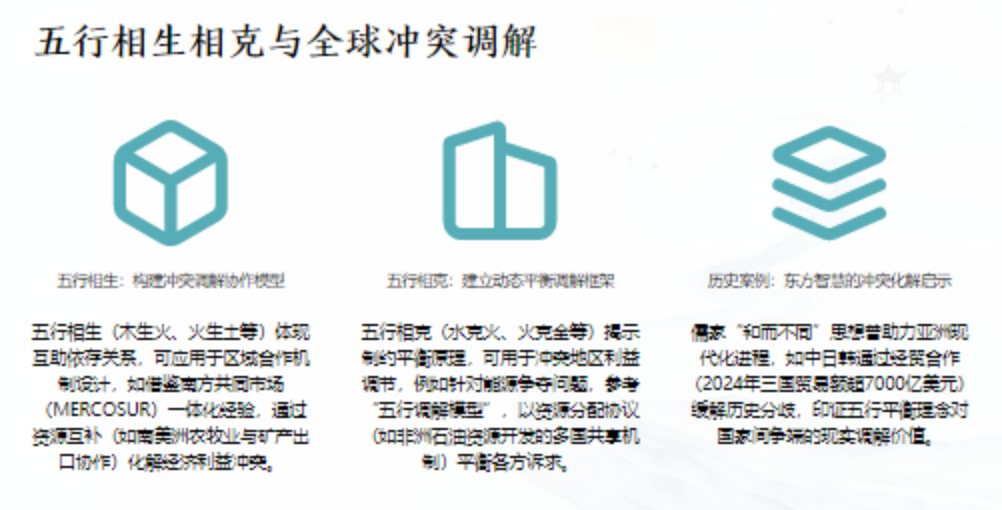 五行相生相克与全球冲突调解
五行相生：构建冲突调解协作模型
五行相生（木生火、火生土等）体现
互助依存关系，可应用于区域合作机
制设计，如借鉴南方共同市场
（MERCOSUR）一体化经验，通过
资源互补（如南美洲农牧业与矿产出
口协作）化解经济利益冲突。
五行相克：建立动态平衡调解框架
五行相克（水克火、火克金等）揭示
制约平衡原理，可用于冲突地区利益
调节，例如针对能源争夺问题，参考
“五行调解模型”，以资源分配协议
（如非洲石油资源开发的多国共享机
制）平衡各方诉求。
历史案例：东方智慧的冲突化解启示
儒家“和而不同”思想曾助力亚洲现
代化进程，如中日韩通过经贸合作
（2024年三国贸易额超7000亿美元）
缓解历史分歧，印证五行平衡理念对
国家间争端的现实调解价值。